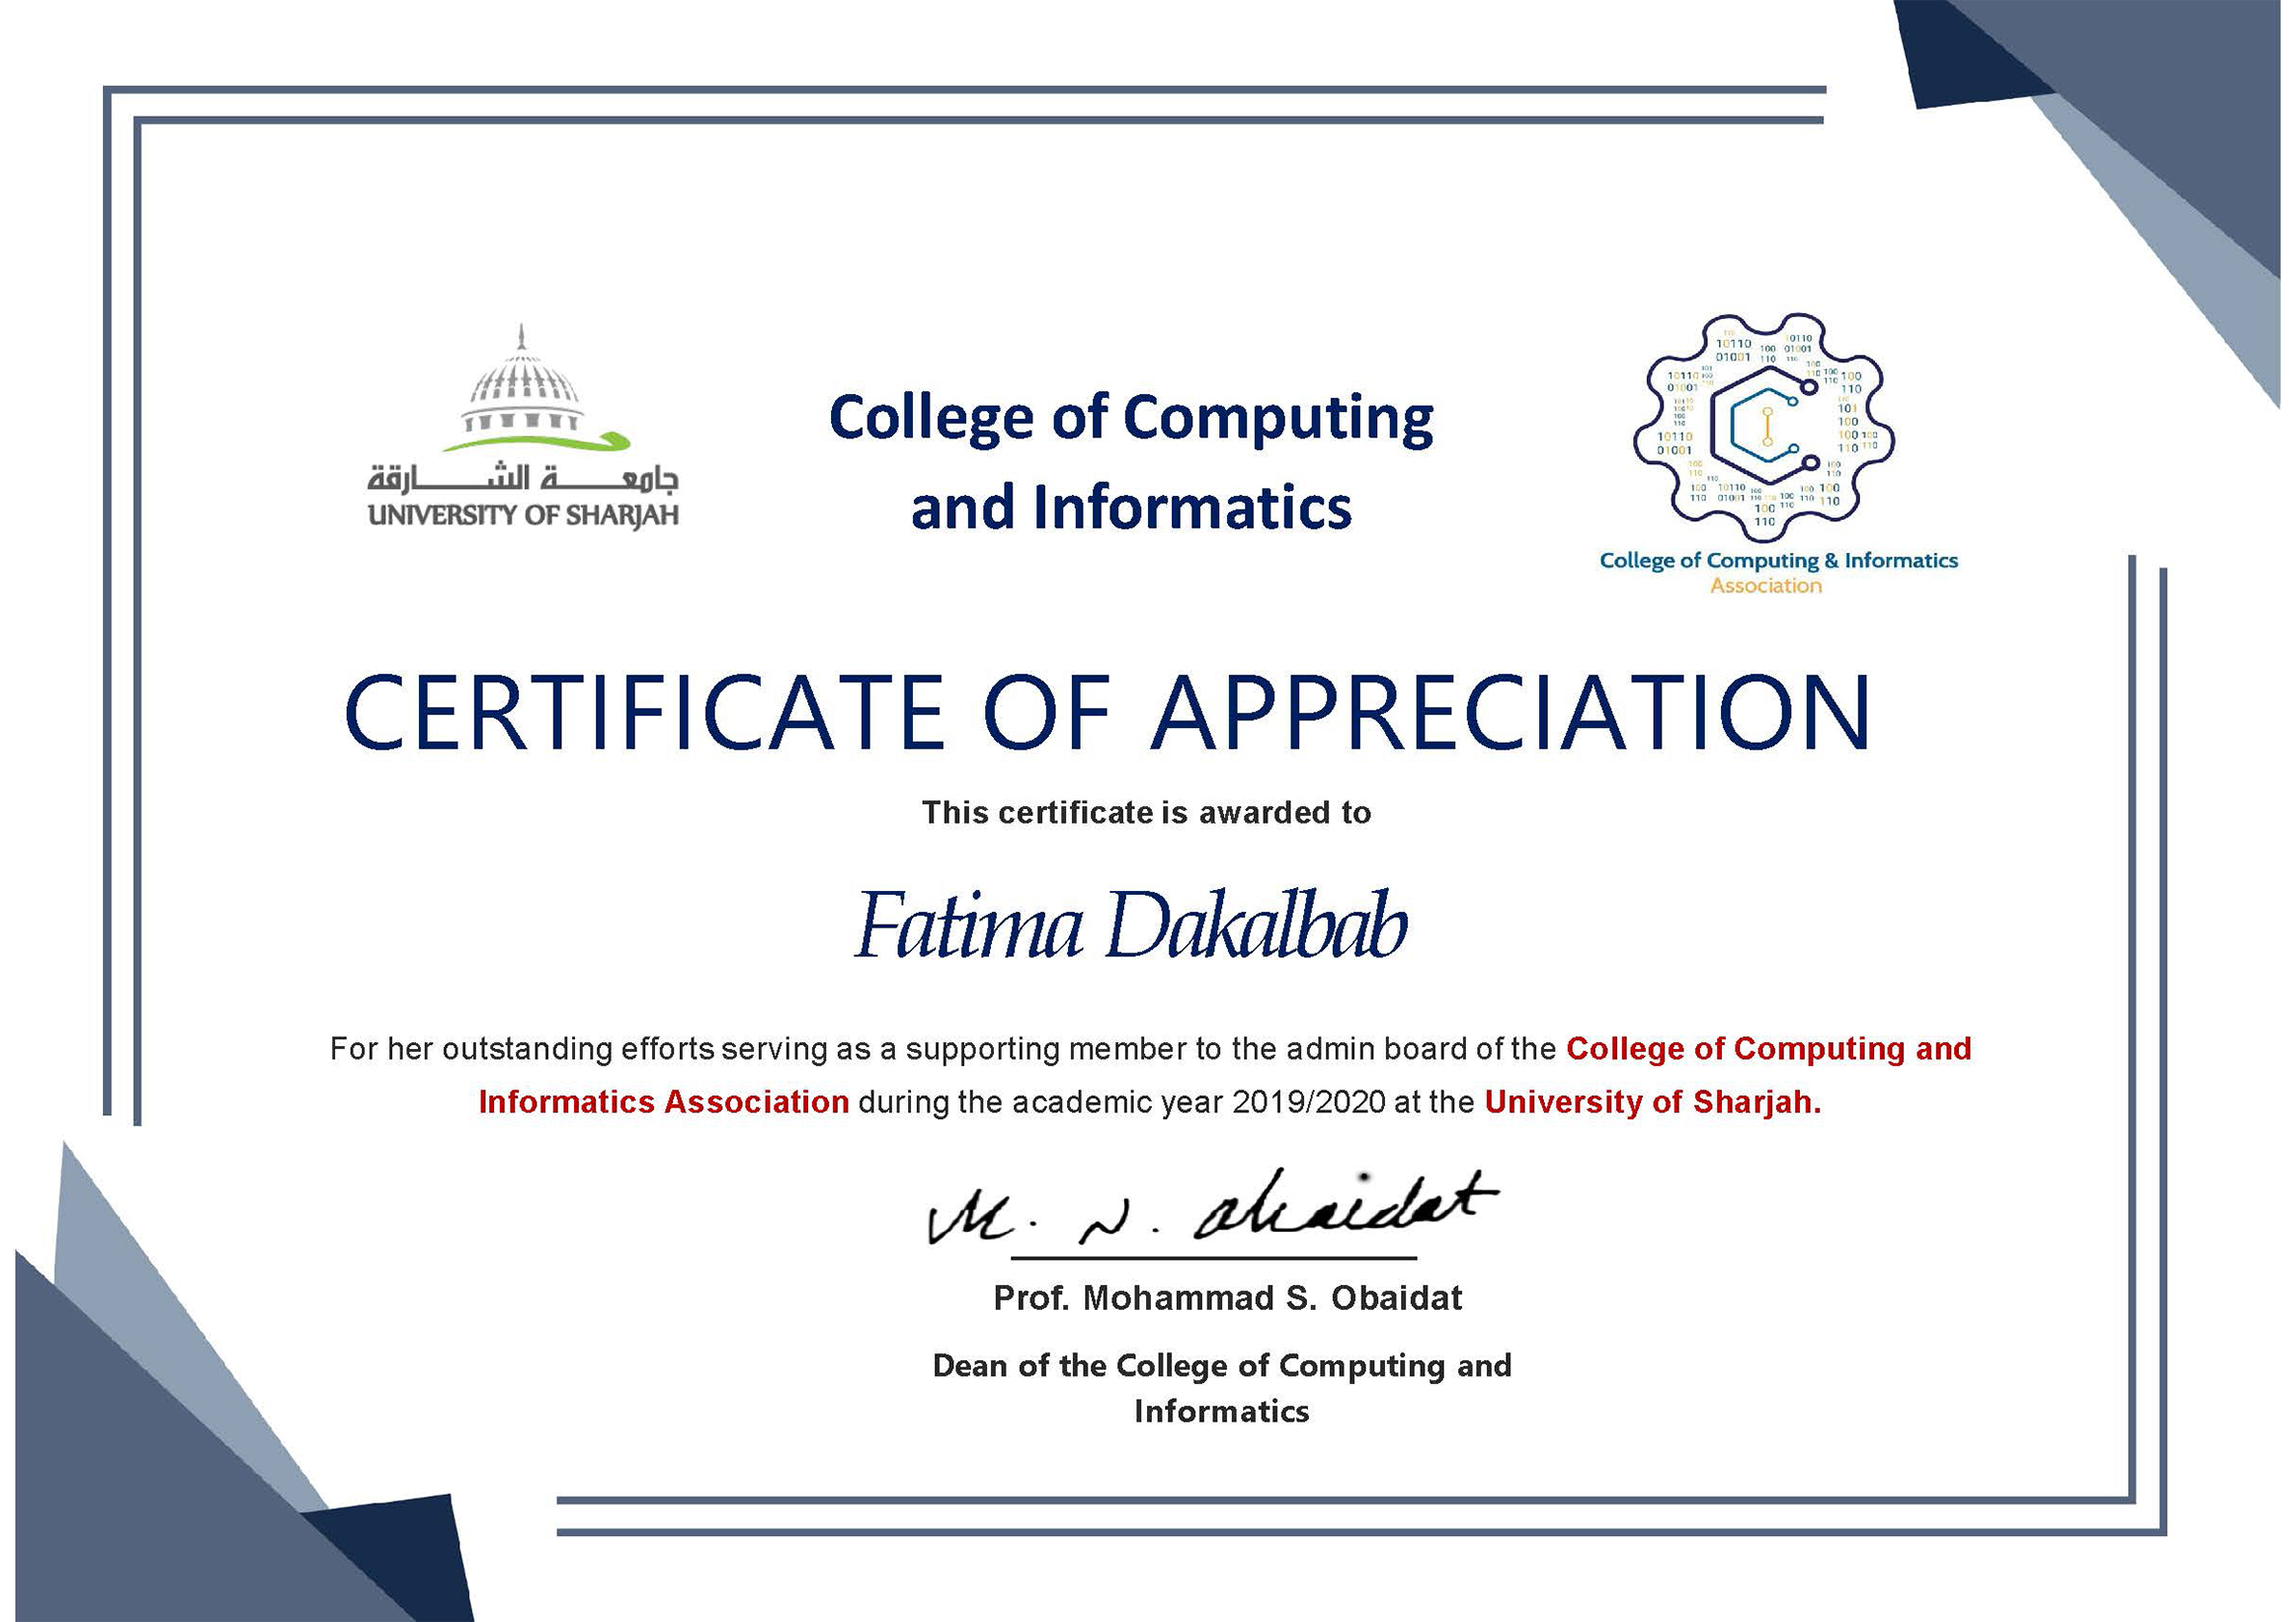 جامعة الشارقة
UNIVERSITY OF SHARJAH
College of Computing
and Informatics
College of Computing & Informatics
Association
CERTIFICATE OF APPRECIATION
This certificate is awarded to
Fatima Dakalbab
For her outstanding efforts serving as a supporting member to the admin board of the College of Computing and
Informatics Association during the academic year 2019/2020 at the University of Sharjah.
M. S. Obaidat
Prof. Mohammad S. Obaidat
Dean of the College of Computing and
Informatics